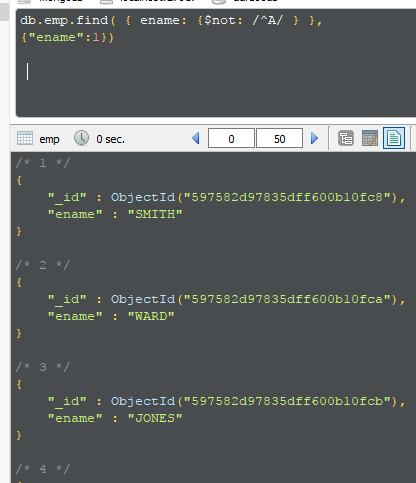 db.emp.find( { ename: {$not: /^A/ } },
{"ename":1})
emp 0 sec. 0 50
/* 1 */
{
"_id" : ObjectId("597582d97835dff600b10fc8"),
"ename" : "SMITH"
}
/* 2 */
{
"_id" : ObjectId("597582d97835dff600b10fca"),
"ename" : "WARD"
}
/* 3 */
{
"_id" : ObjectId("597582d97835dff600b10fcb"),
"ename" : "JONES"
}
/* 4 */